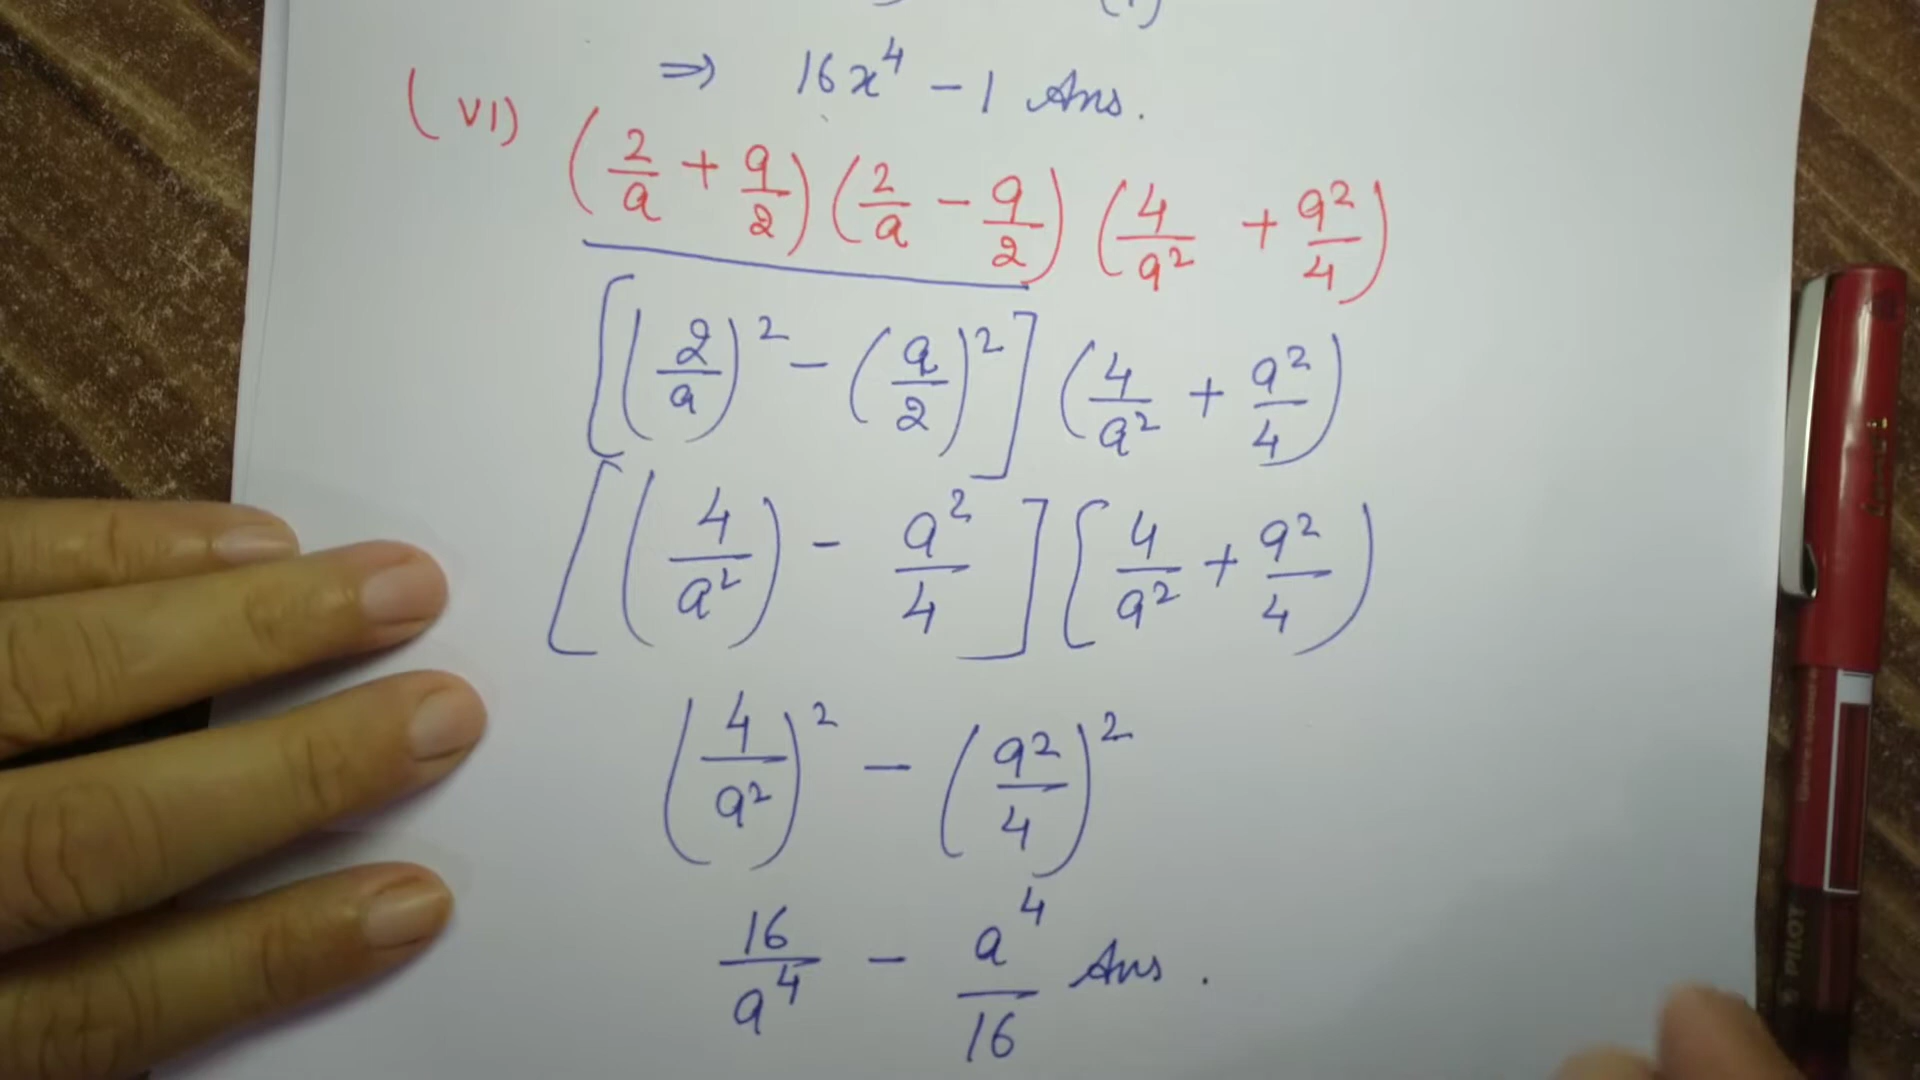 (1)
⇒ 16x⁴ - 1 Ans.
(VI) (2/a + a/2) (2/a - a/2) (4/a² + a²/4)
[(2/a)² - (a/2)²] (4/a² + a²/4)
[(4/a²) - a²/4] [4/a² + a²/4)
(4/a²)² - (a²/4)²
16/a⁴ - a⁴/16 Ans.
PILOT